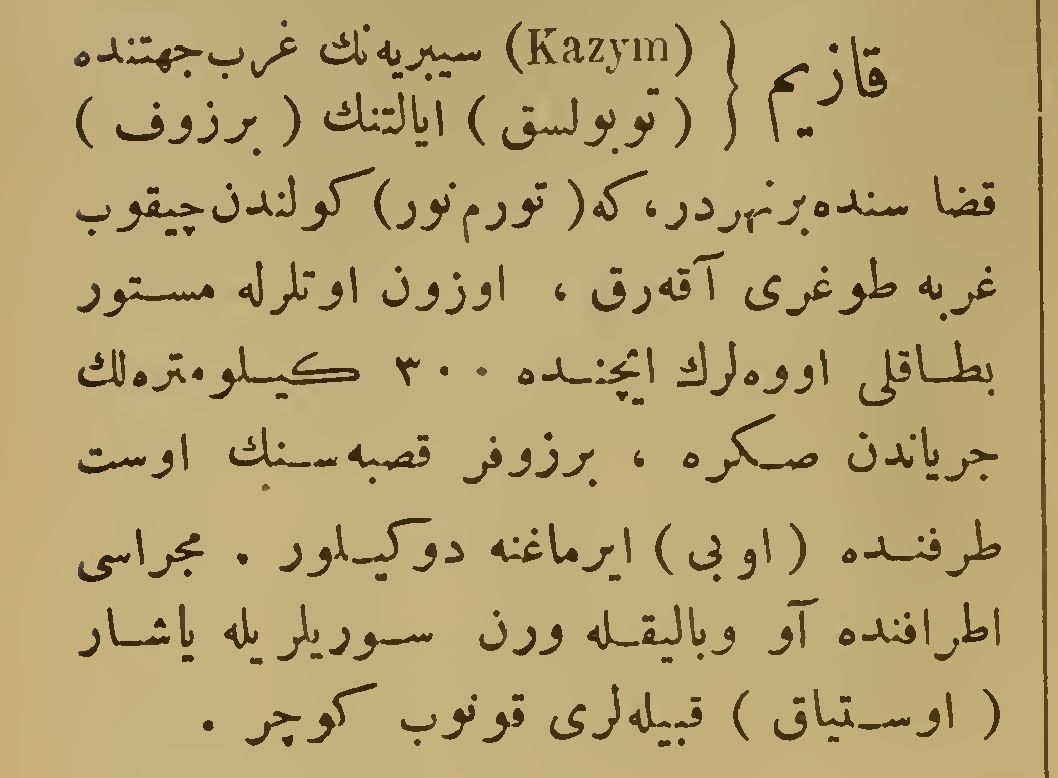 قازيم { (Kazym) سيبريه‌نك غرب جهتنده
( توبولسق ) ايالتنك ( برزوف )
قضا سنده برنهردر، كه ( تورم نور) كولندن چيقوب
غربه طوغرى آقه‌رق ، اوزون اوتلرله مستور
بطاقلى اووه‌لرك ايچنده ٣٠٠ كيلومتره‌لك
جرياندن صكره ، برزوفر قصبه‌سنك اوست
طرفنده ( اوبى ) ايرماغنه دوكيلور . مجراسى
اطرافنده آو وباليقله ورن سوريلريله ياشار
( اوستياق ) قبيله‌لرى قونوب كوچر .